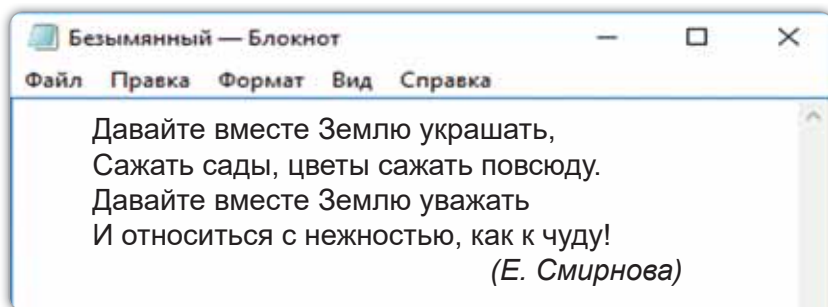 Безымянный — Блокнот
Файл Правка Формат Вид Справка
Давайте вместе Землю украшать,
Сажать сады, цветы сажать повсюду.
Давайте вместе Землю уважать
И относиться с нежностью, как к чуду!
(Е. Смирнова)